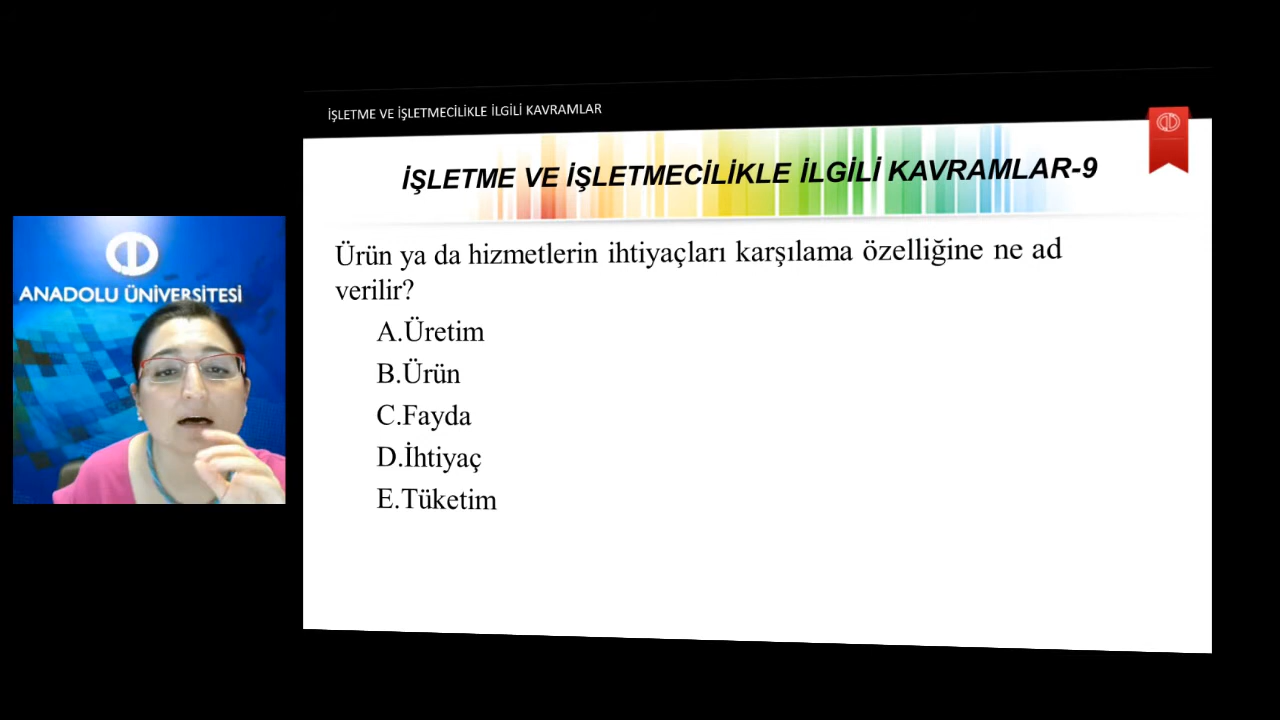 İŞLETME VE İŞLETMECİLİKLE İLGİLİ KAVRAMLAR
İŞLETME VE İŞLETMECİLİKLE İLGİLİ KAVRAMLAR-9
ANADOLU ÜNİVERSİTESİ
Ürün ya da hizmetlerin ihtiyaçları karşılama özelliğine ne ad
verilir?
A.Üretim
B.Ürün
C.Fayda
D.İhtiyaç
E.Tüketim